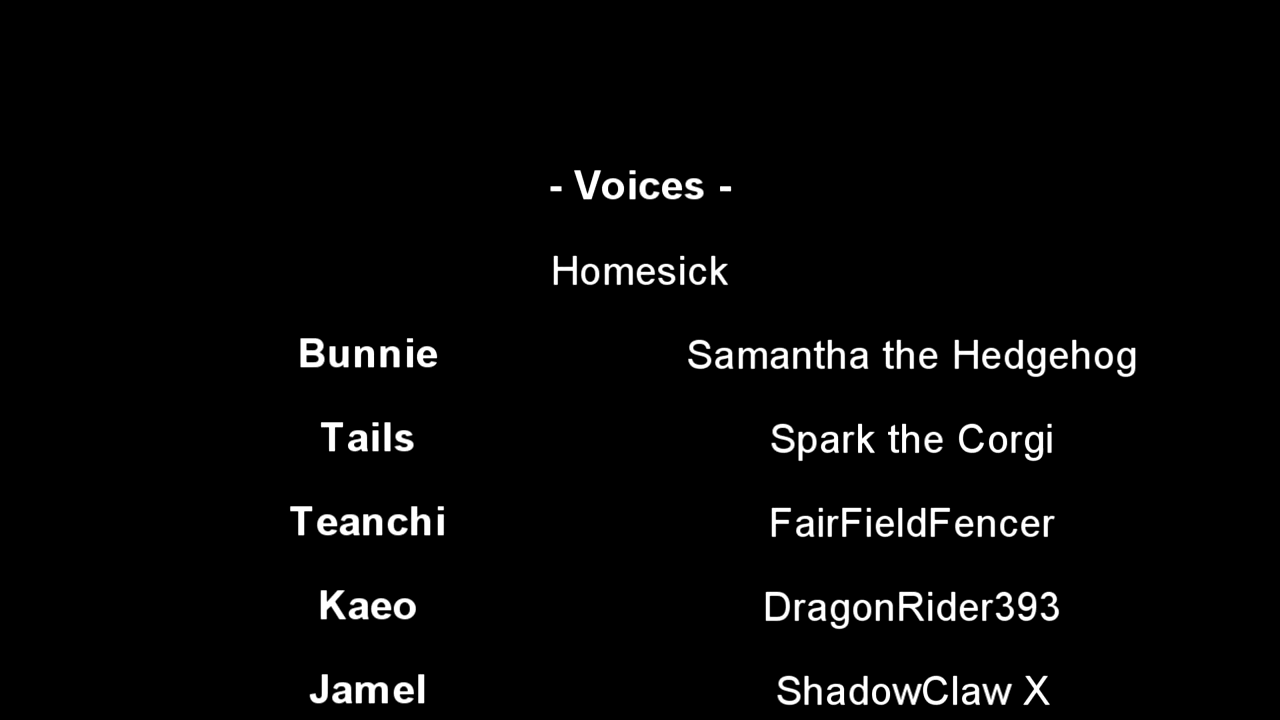 - Voices -
Homesick
Bunnie Samantha the Hedgehog
Tails Spark the Corgi
Teanchi FairFieldFencer
Kaeo DragonRider393
Jamel ShadowClaw X